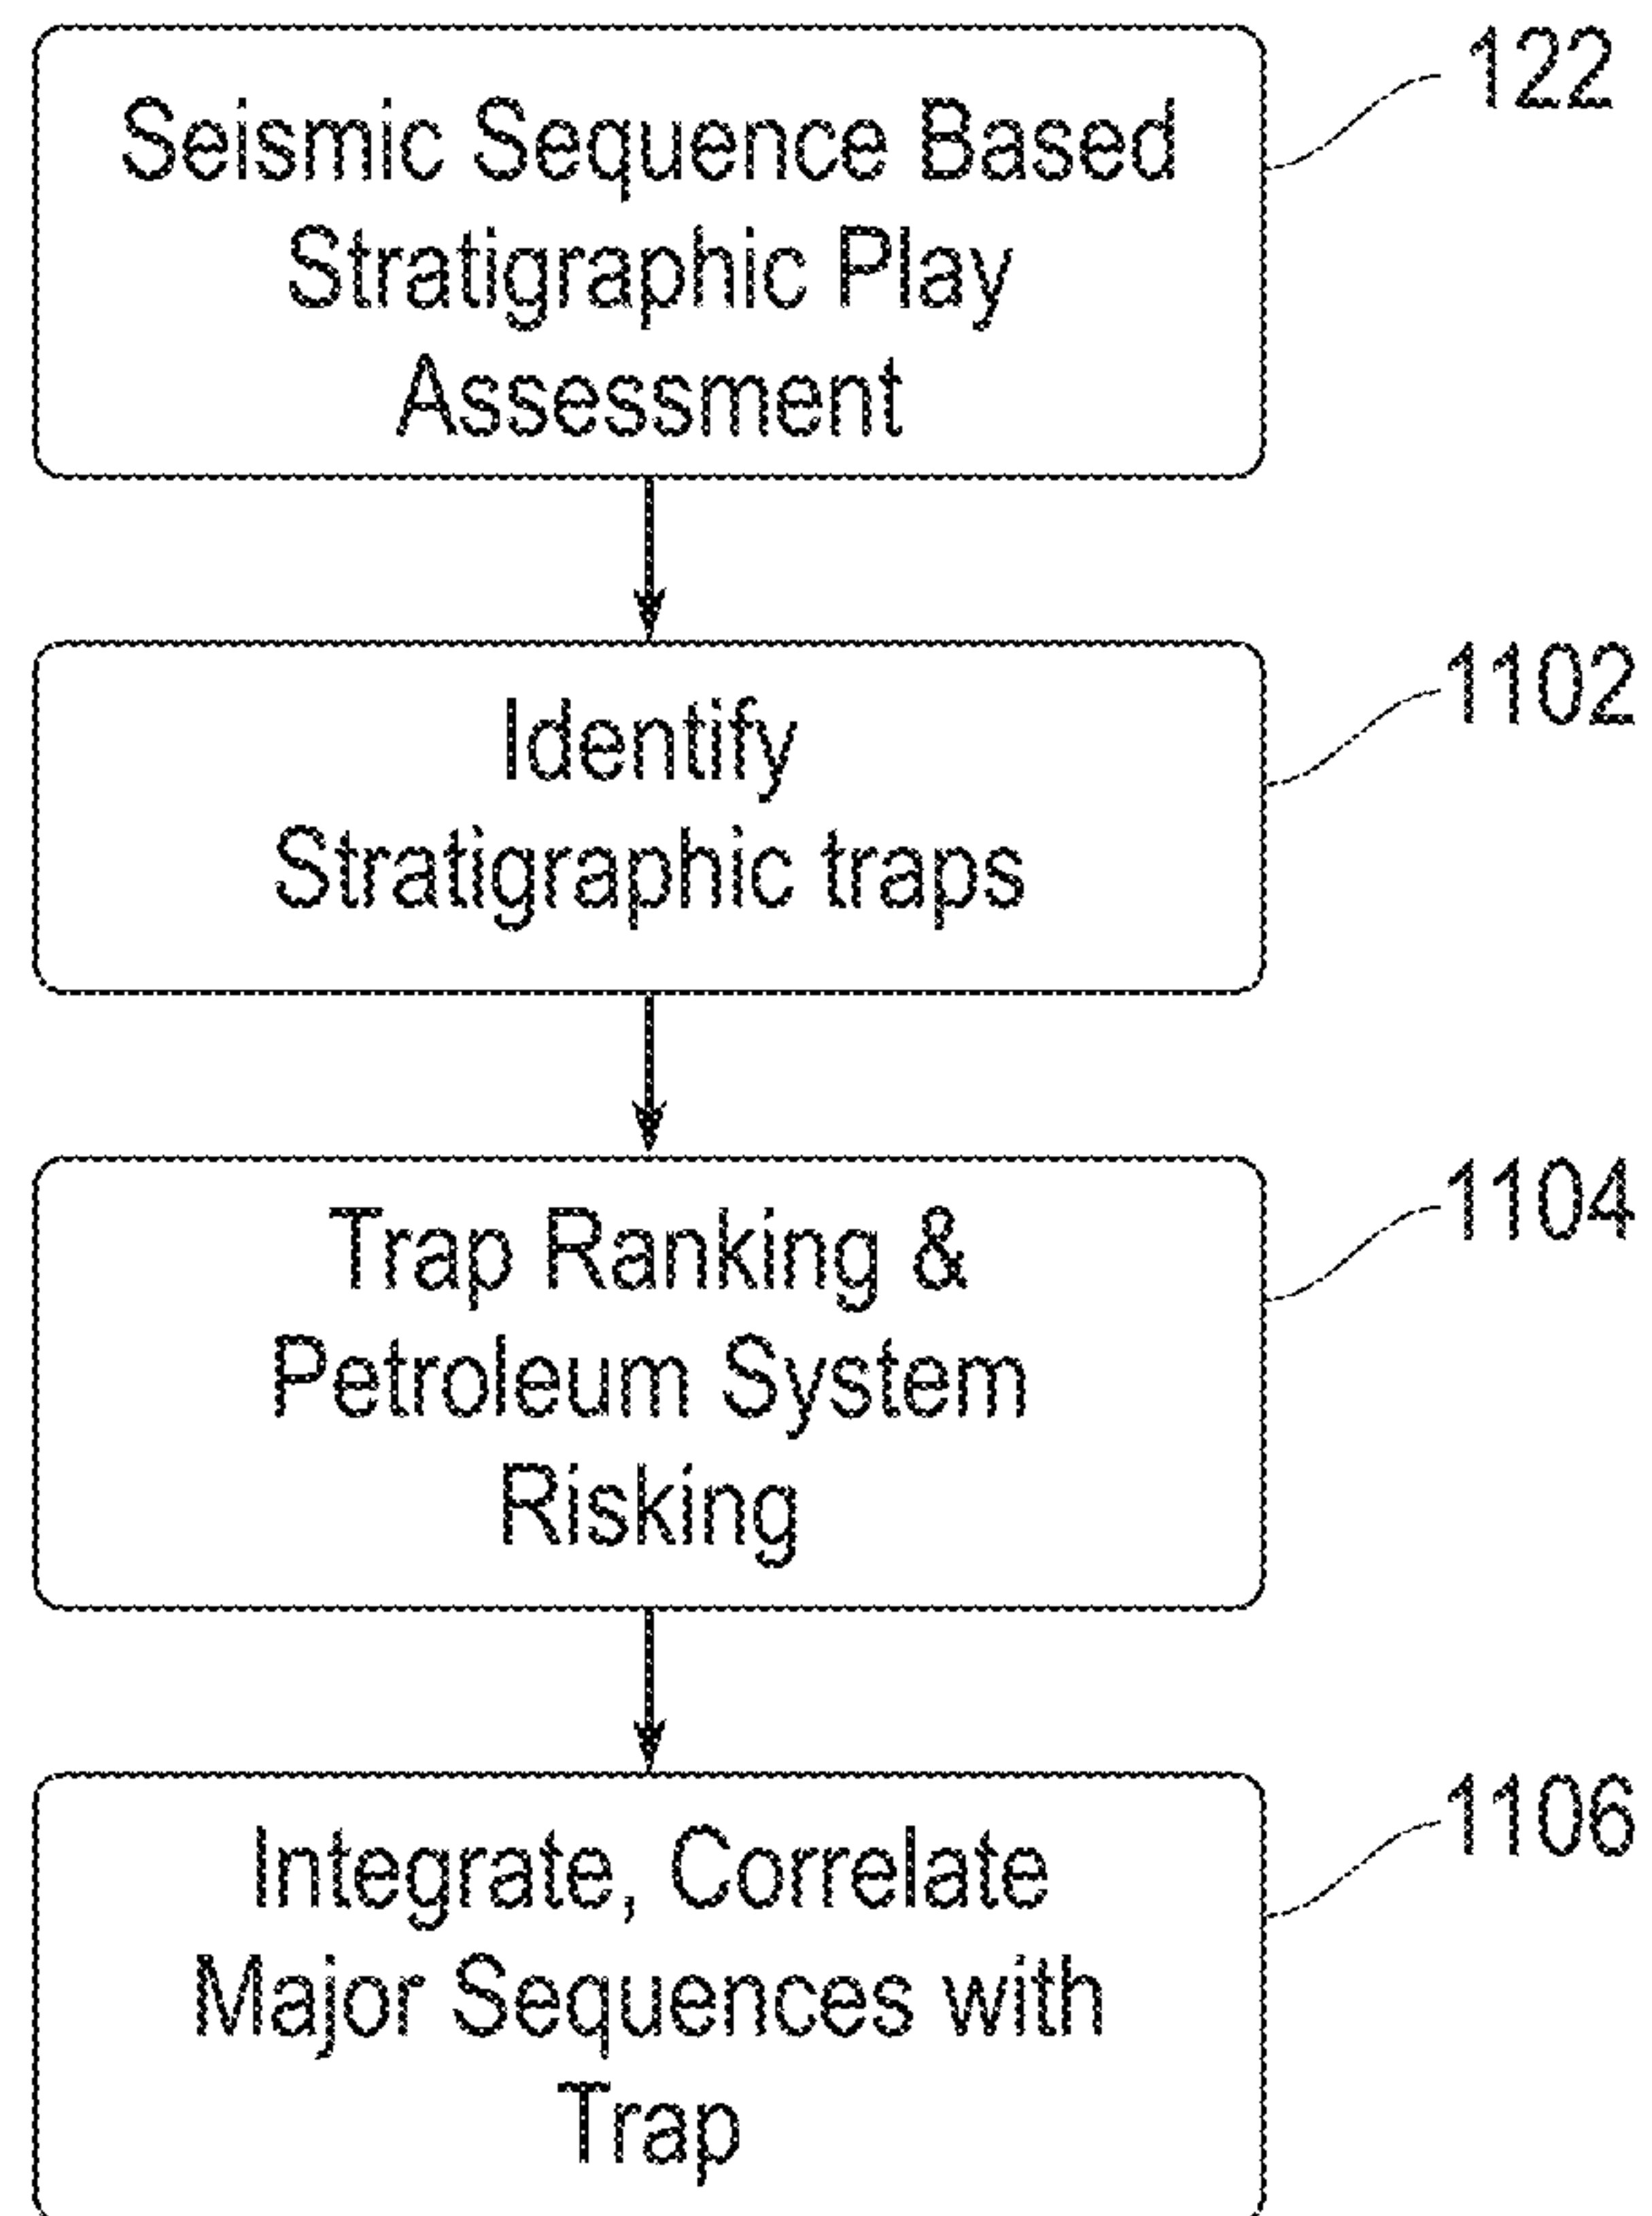 Seismic Sequence Based
Stratigraphic Play
Assessment
122
Identify
Stratigraphic traps
1102
Trap Ranking &
Petroleum System
Risking
1104
Integrate, Correlate
Major Sequences with
Trap
1106